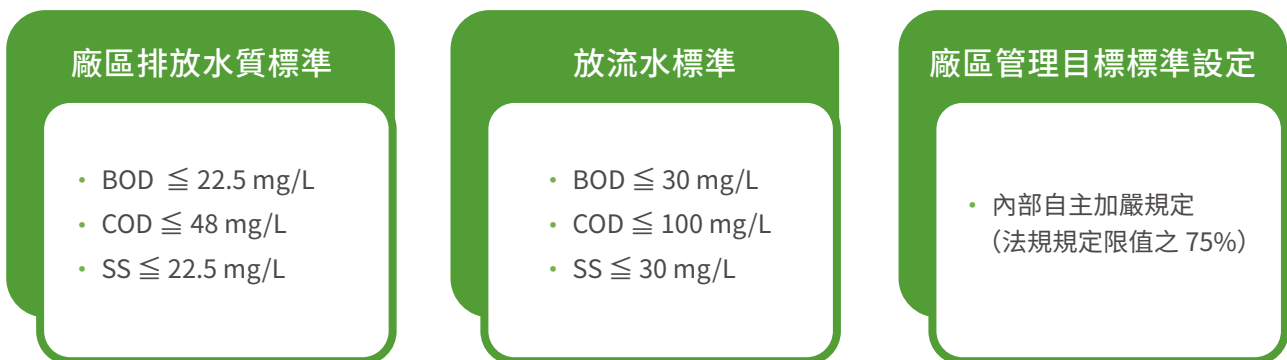 廠區排放水質標準
• BOD ≦ 22.5 mg/L
• COD ≦ 48 mg/L
• SS ≦ 22.5 mg/L
放流水標準
• BOD ≦ 30 mg/L
• COD ≦ 100 mg/L
• SS ≦ 30 mg/L
廠區管理目標標準設定
• 內部自主加嚴規定
（法規規定限值之 75%）